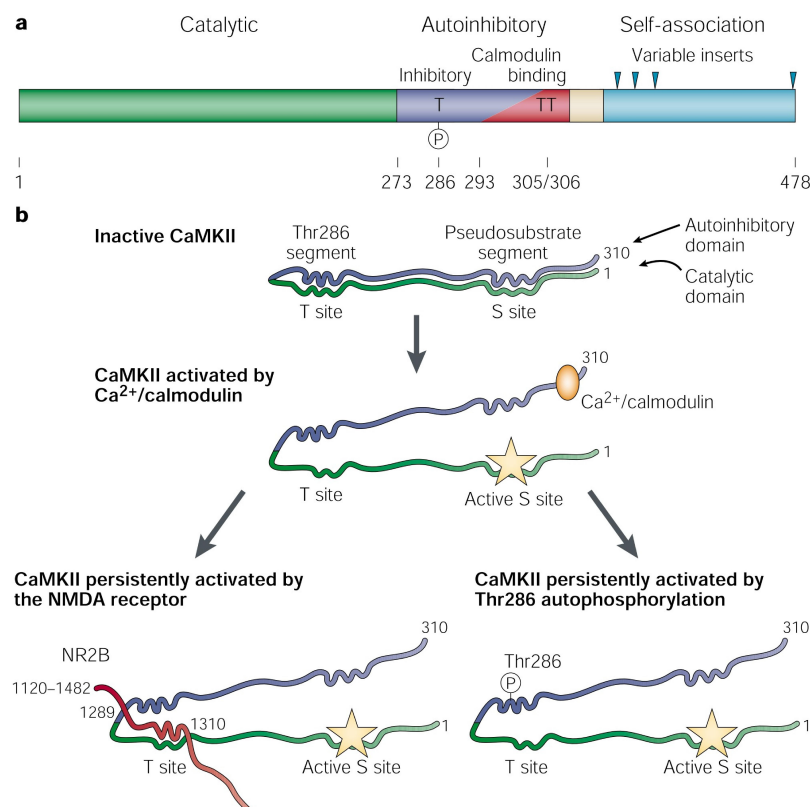 a
Catalytic
Autoinhibitory
Self-association
Calmodulin
binding
Variable inserts
Inhibitory
T
TT
P
1
273
286
293
305/306
478
b
Inactive CaMKII
Thr286
segment
Pseudosubstrate
segment
Autoinhibitory
domain
310
1
Catalytic
domain
T site
S site
CaMKII activated by
Ca2+/calmodulin
310
Ca2+/calmodulin
1
T site
Active S site
CaMKII persistently activated by
the NMDA receptor
NR2B
1120–1482
1289
1310
310
1
T site
Active S site
CaMKII persistently activated by
Thr286 autophosphorylation
310
Thr286
P
1
T site
Active S site